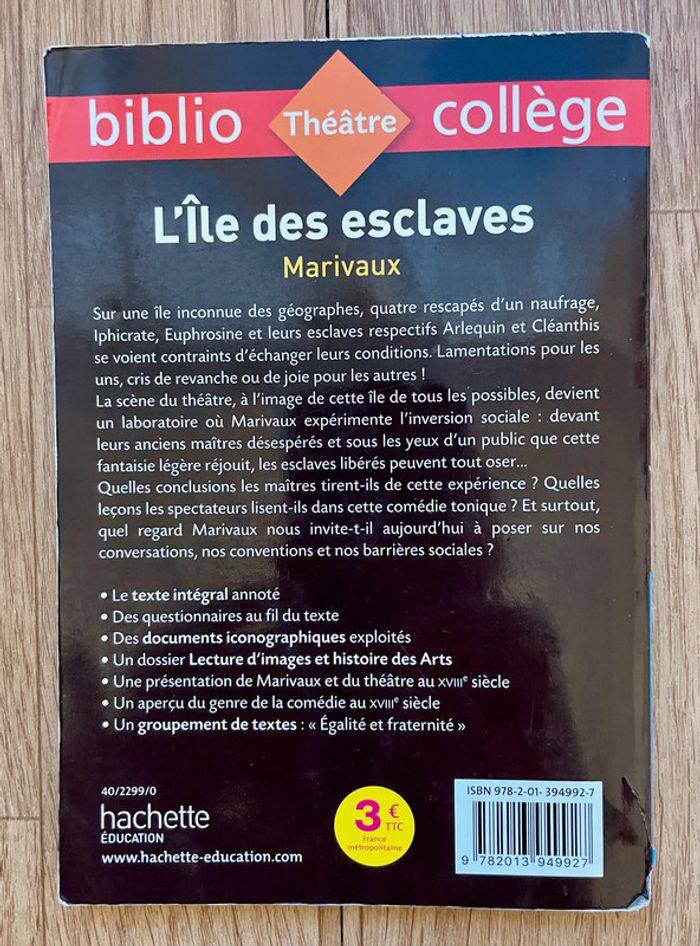 biblio Théâtre collège
L'Île des esclaves
Marivaux
Sur une île inconnue des géographes, quatre rescapés d'un naufrage,
Iphicrate, Euphrosine et leurs esclaves respectifs Arlequin et Cléanthis
se voient contraints d'échanger leurs conditions. Lamentations pour les
uns, cris de revanche ou de joie pour les autres !
La scène du théâtre, à l'image de cette île de tous les possibles, devient
un laboratoire où Marivaux expérimente l'inversion sociale : devant
leurs anciens maîtres désespérés et sous les yeux d'un public que cette
fantaisie légère réjouit, les esclaves libérés peuvent tout oser...
Quelles conclusions les maîtres tirent-ils de cette expérience ? Quelles
leçons les spectateurs lisent-ils dans cette comédie tonique ? Et surtout,
quel regard Marivaux nous invite-t-il aujourd'hui à poser sur nos
conversations, nos conventions et nos barrières sociales ?
• Le texte intégral annoté
• Des questionnaires au fil du texte
• Des documents iconographiques exploités
• Un dossier Lecture d'images et histoire des Arts
• Une présentation de Marivaux et du théâtre au XVIIIe siècle
• Un aperçu du genre de la comédie au XVIIIe siècle
• Un groupement de textes : « Égalité et fraternité »
40/2299/0
hachette
ÉDUCATION
www.hachette-education.com
3 €
TTC
France
métropolitaine
ISBN 978-2-01-394992-7
9 782013 949927